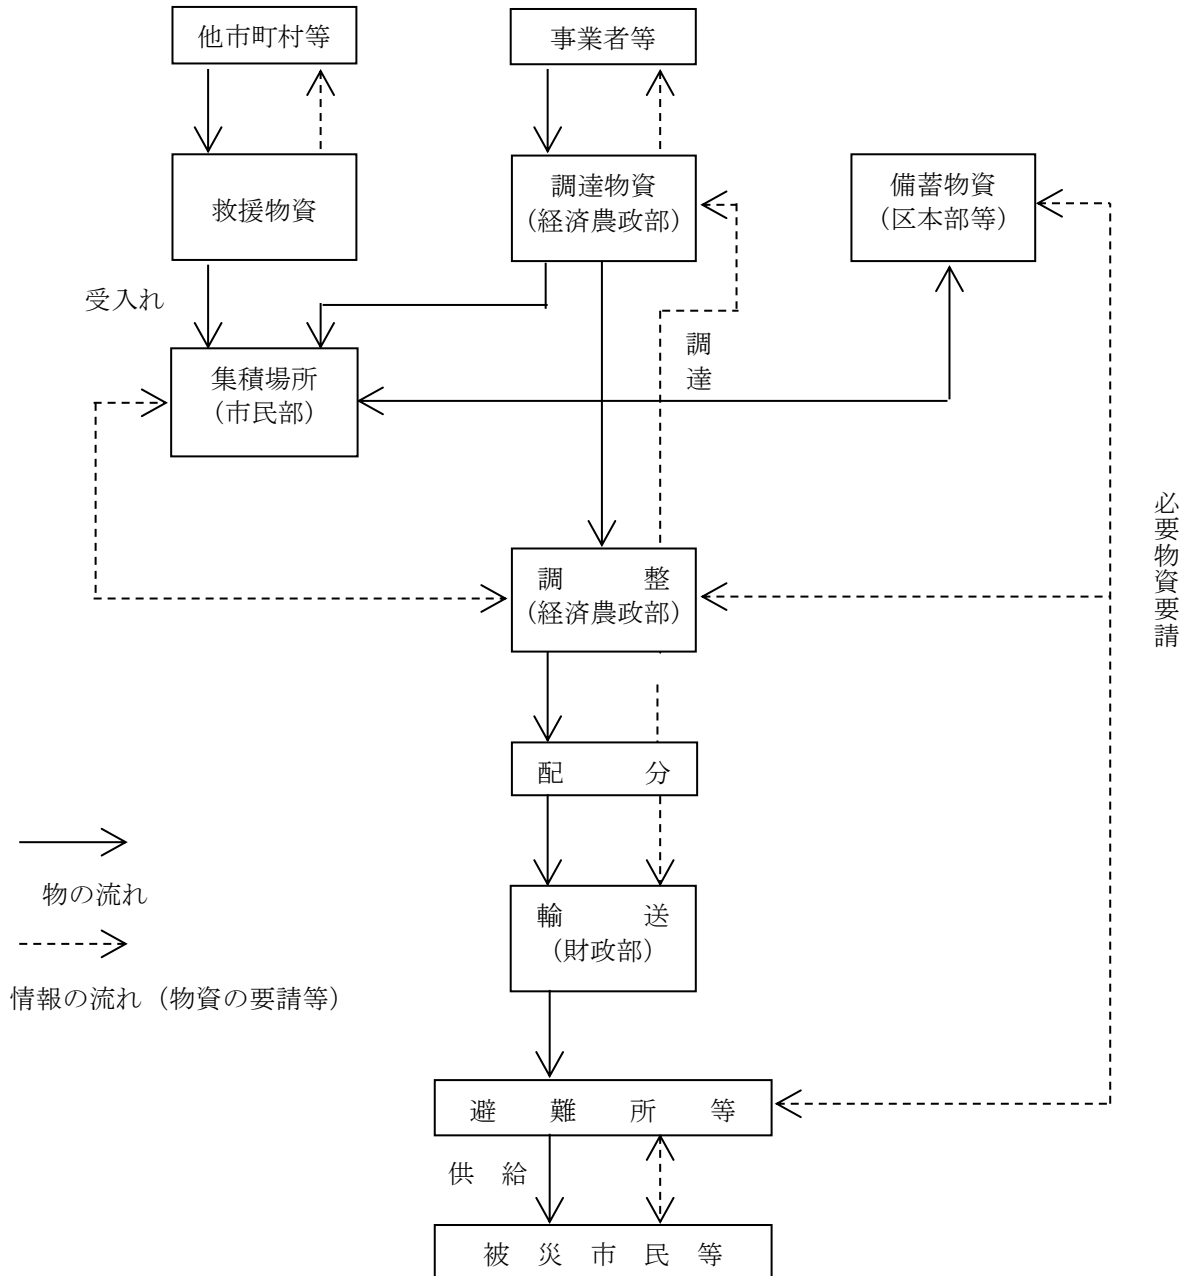 他市町村等
事業者等
救援物資
調達物資
（経済農政部）
備蓄物資
（区本部等）
受入れ
調
達
集積場所
（市民部）
必要物資要請
調　　　整
（経済農政部）
配　　　分
物の流れ
輸　　　送
（財政部）
情報の流れ（物資の要請等）
避　難　所　等
供　給
被　災　市　民　等